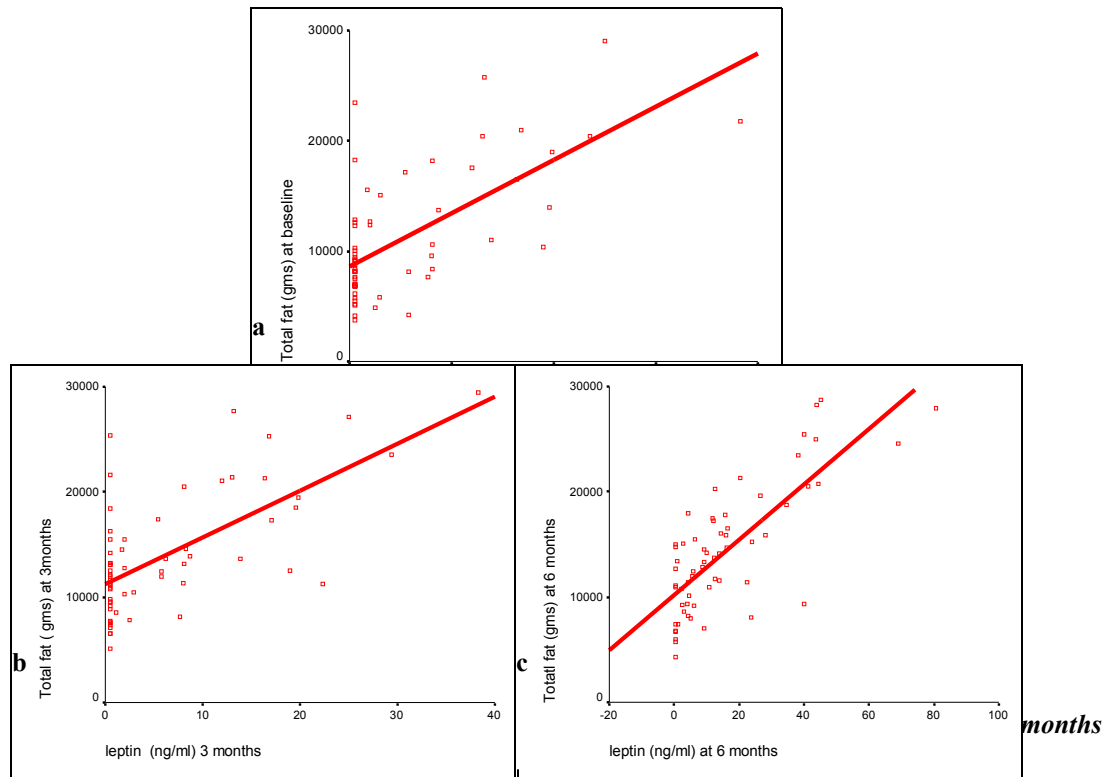 30000
20000
10000
0
Total fat (gms) at baseline
a
30000
20000
10000
0
Total fat ( gms) at 3months
b
0 10 20 30 40
leptin (ng/ml) 3 months
30000
20000
10000
0
Totatl fat (gms) at 6 months
c
-20 0 20 40 60 80 100
leptin (ng/ml) at 6 months
months